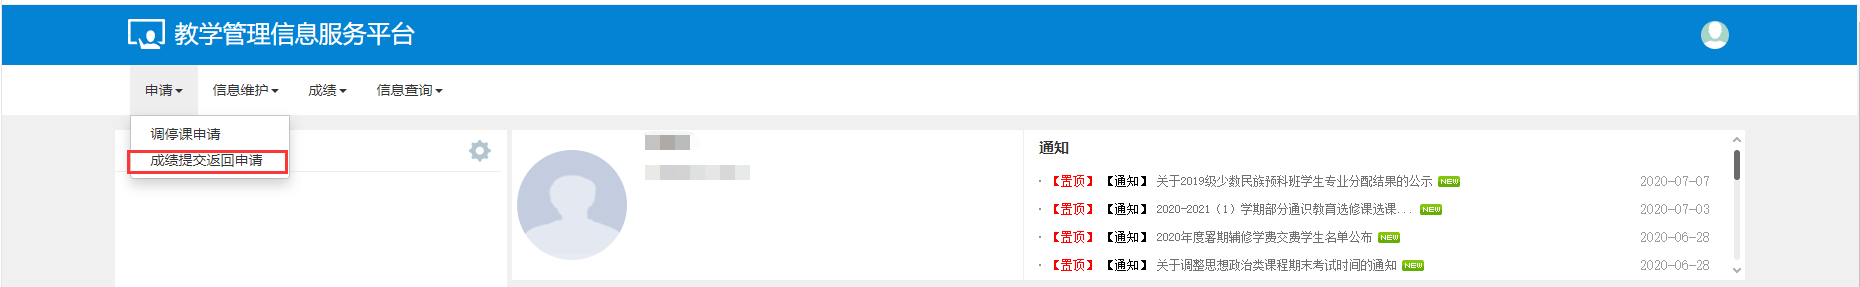 教学管理信息服务平台
申请 信息维护 成绩 信息查询
调停课申请
成绩提交返回申请
通知
· 【置顶】 【通知】 关于2019级少数民族预科班学生专业分配结果的公示 NEW 2020-07-07
· 【置顶】 【通知】 2020-2021（1）学期部分通识教育选修课选课... NEW 2020-07-03
· 【置顶】 【通知】 2020年度暑期辅修学费交费学生名单公布 NEW 2020-06-28
· 【置顶】 【通知】 关于调整思想政治类课程期末考试时间的通知 NEW 2020-06-28